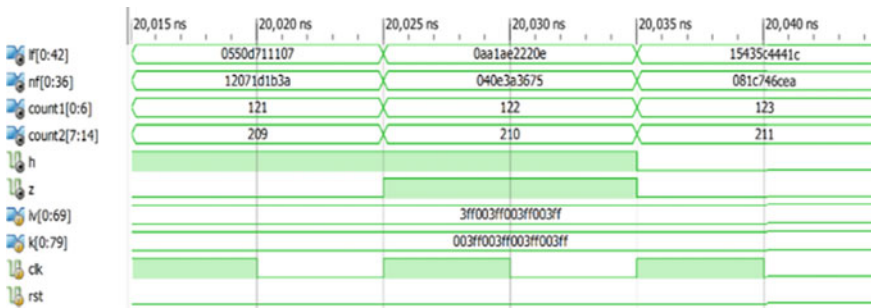 20,015 ns 20,020 ns 20,025 ns 20,030 ns 20,035 ns 20,040 ns
lf[0:42] 0550d711107 0aa1ae2220e 15435c4441c
nf[0:36] 12071d1b3a 040e3a3675 081c746cea
count1[0:6] 121 122 123
count2[7:14] 209 210 211
h
z
iv[0:69] 3ff003ff003ff003ff
k[0:79] 003ff003ff003ff003ff
clk
rst